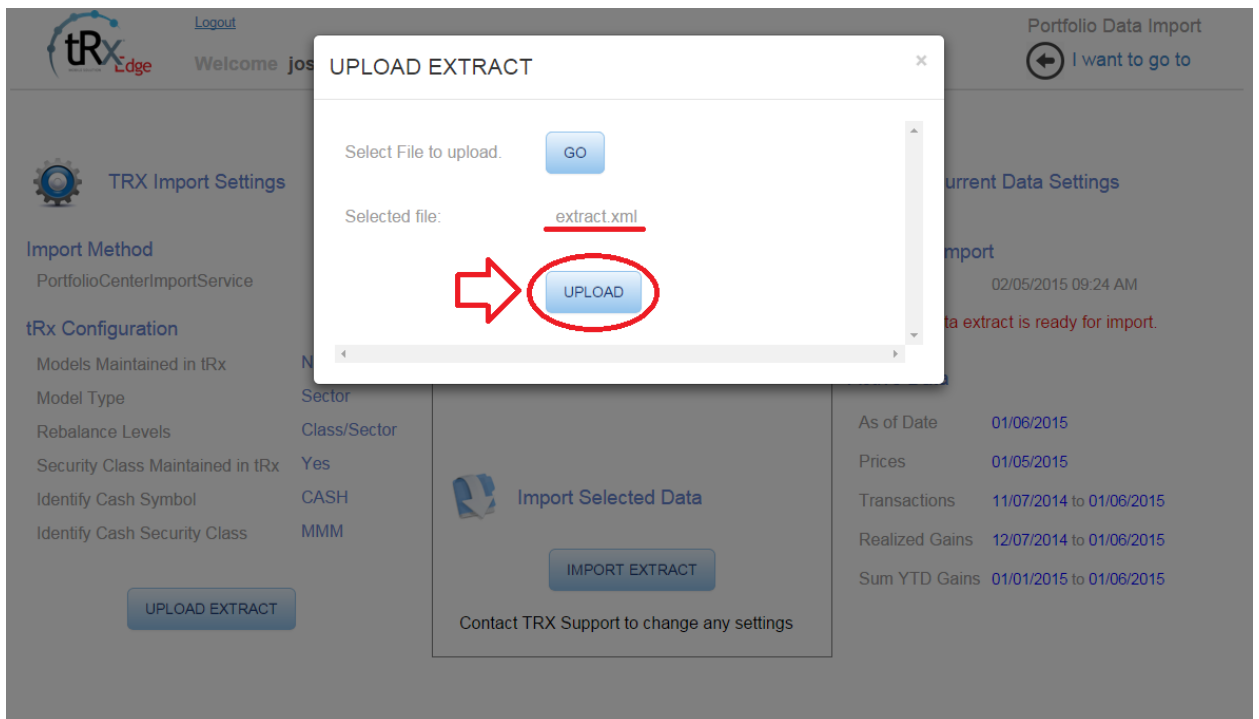 Logout
Portfolio Data Import
tRx
Edge
Welcome jos
I want to go to
UPLOAD EXTRACT
×
Select File to upload.
GO
Selected file:
extract.xml
UPLOAD
TRX Import Settings
urrent Data Settings
Import Method
PortfolioCenterImportService
mport
02/05/2015 09:24 AM
ta extract is ready for import.
tRx Configuration
Models Maintained in tRx
N
Model Type
Sector
Rebalance Levels
Class/Sector
Security Class Maintained in tRx
Yes
Identify Cash Symbol
CASH
Identify Cash Security Class
MMM
UPLOAD EXTRACT
Import Selected Data
IMPORT EXTRACT
Contact TRX Support to change any settings
As of Date
01/06/2015
Prices
01/05/2015
Transactions
11/07/2014 to 01/06/2015
Realized Gains
12/07/2014 to 01/06/2015
Sum YTD Gains
01/01/2015 to 01/06/2015